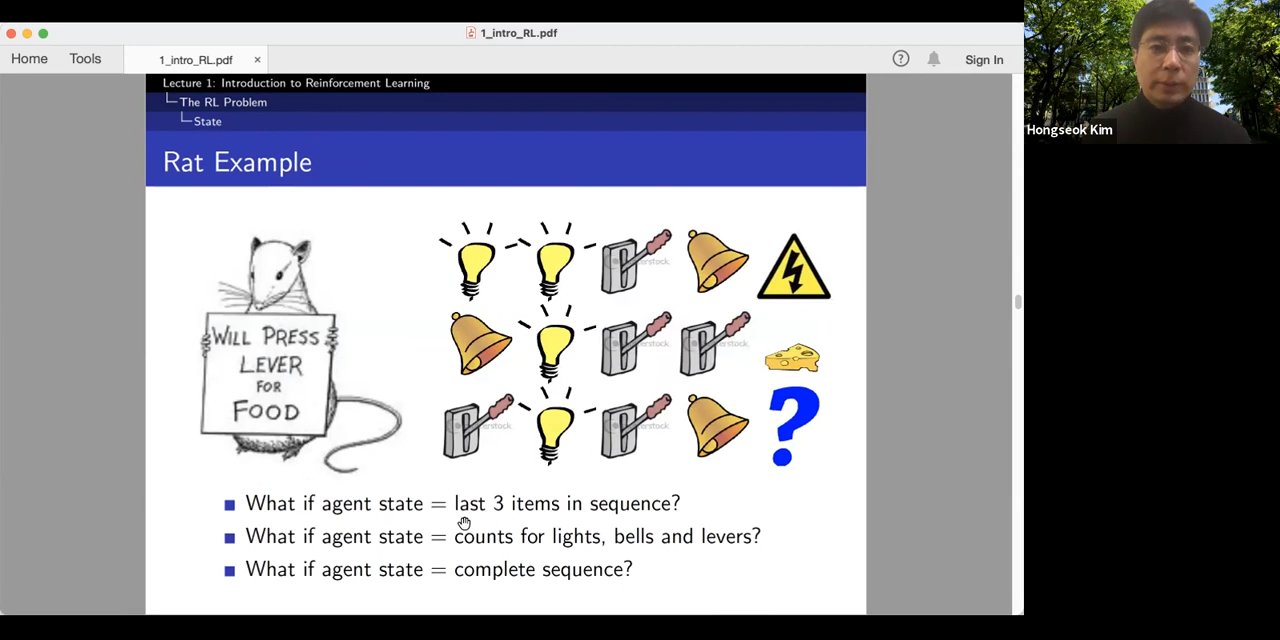 1_intro_RL.pdf
Home
Tools
1_intro_RL.pdf
×
?
Sign In
Lecture 1: Introduction to Reinforcement Learning
The RL Problem
State
Rat Example
WILL PRESS
LEVER
FOR
FOOD
?
What if agent state = last 3 items in sequence?
What if agent state = counts for lights, bells and levers?
What if agent state = complete sequence?
Hongseok Kim